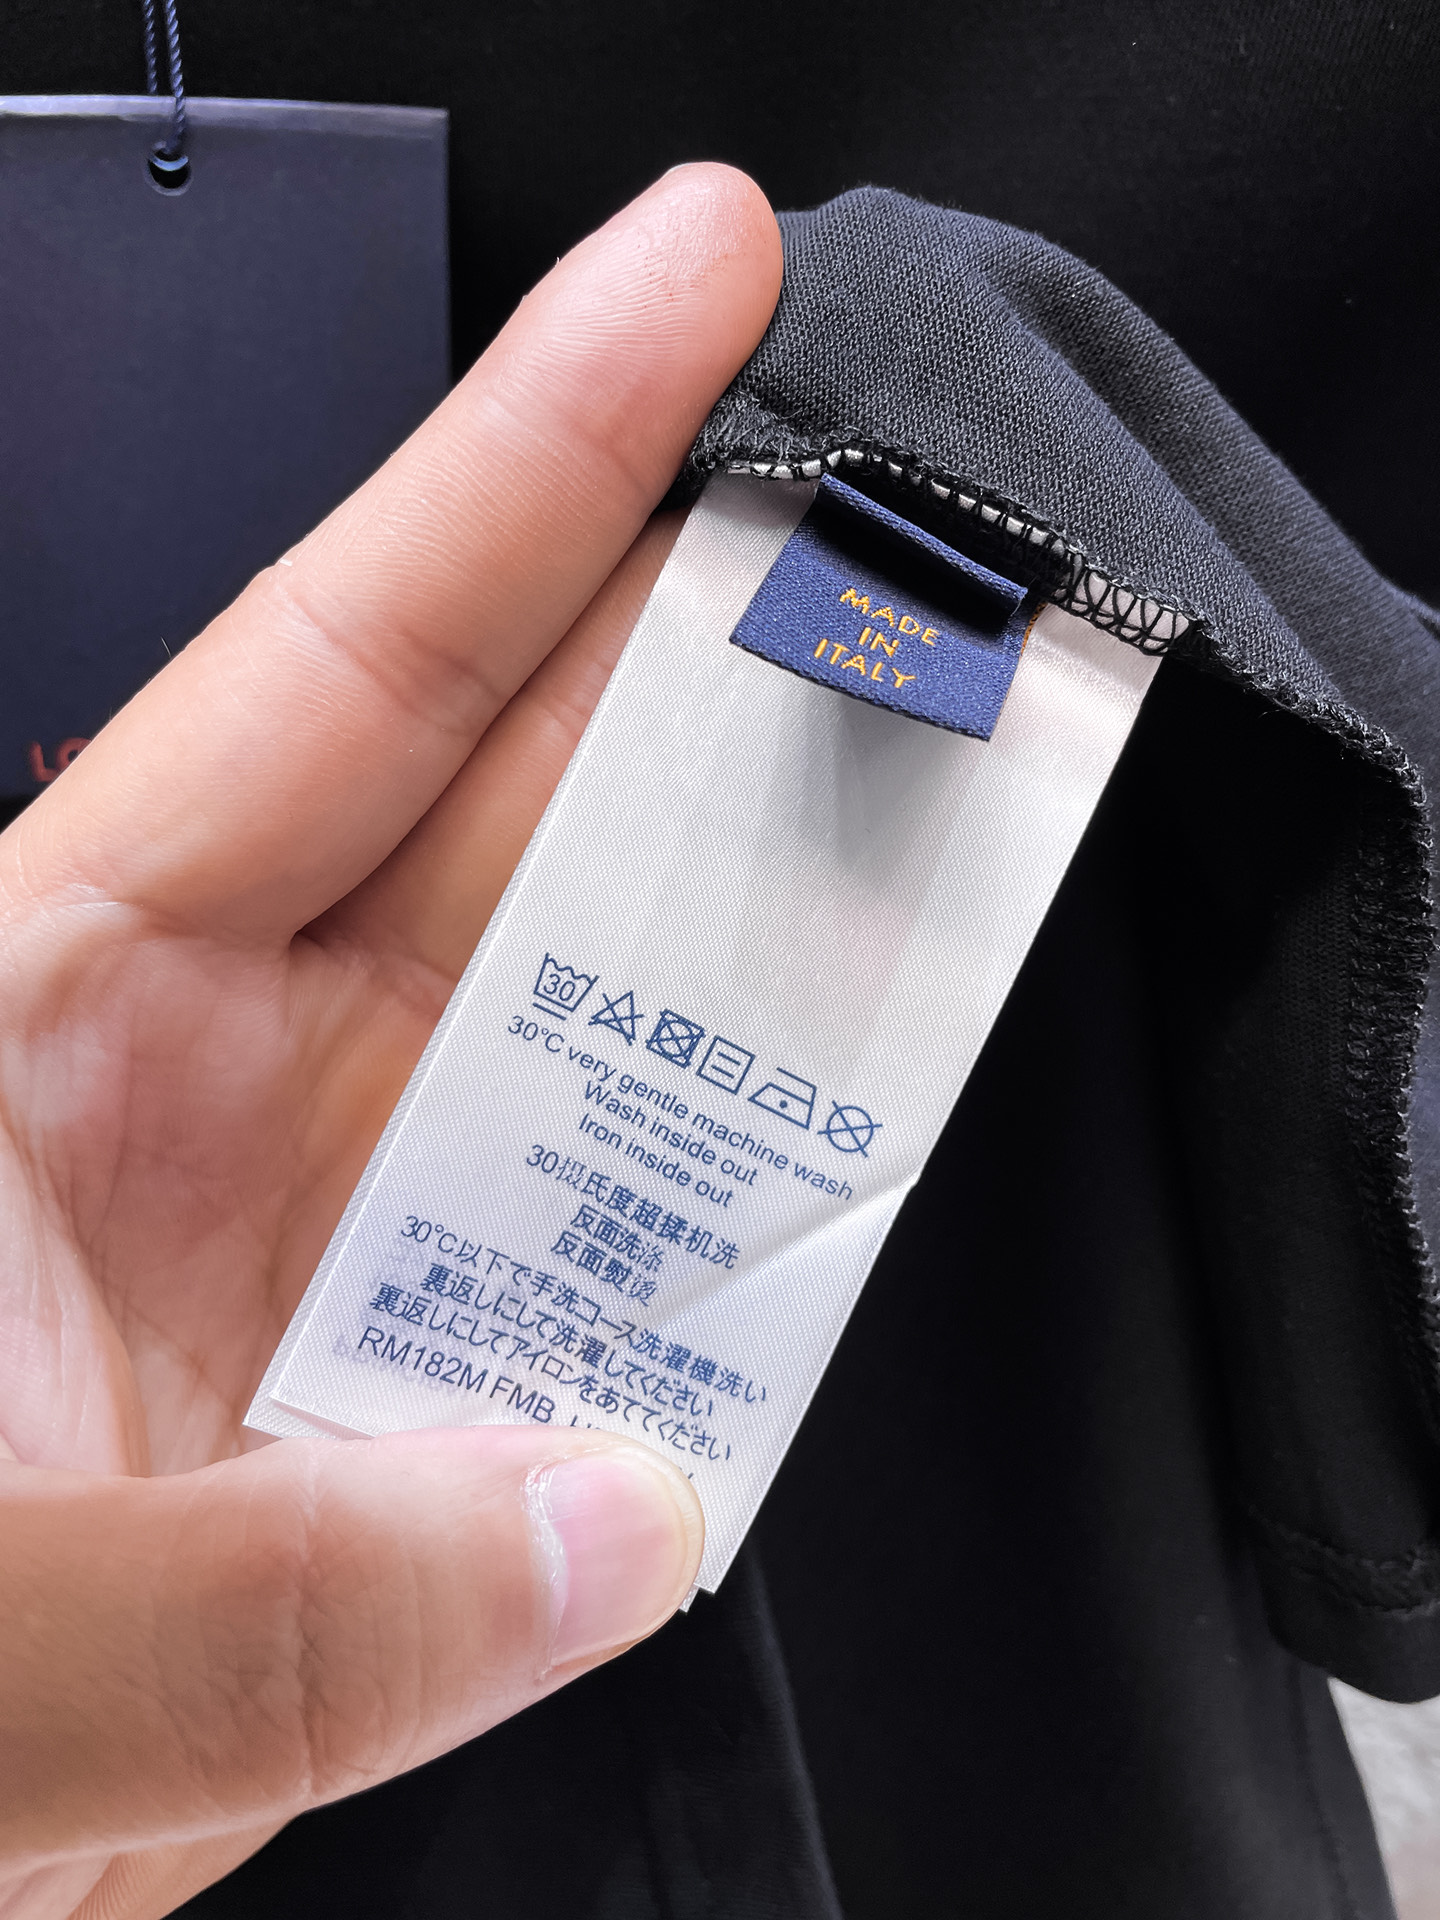 MADE
IN
ITALY
30
30°C very gentle machine wash
Wash inside out
Iron inside out
30摄氏度超揉机洗
反面洗涤
反面熨烫
30℃以下で手洗コース洗濯機洗い
裏返しにして洗濯してください
裏返しにしてアイロンをあててください
RM182M FMB